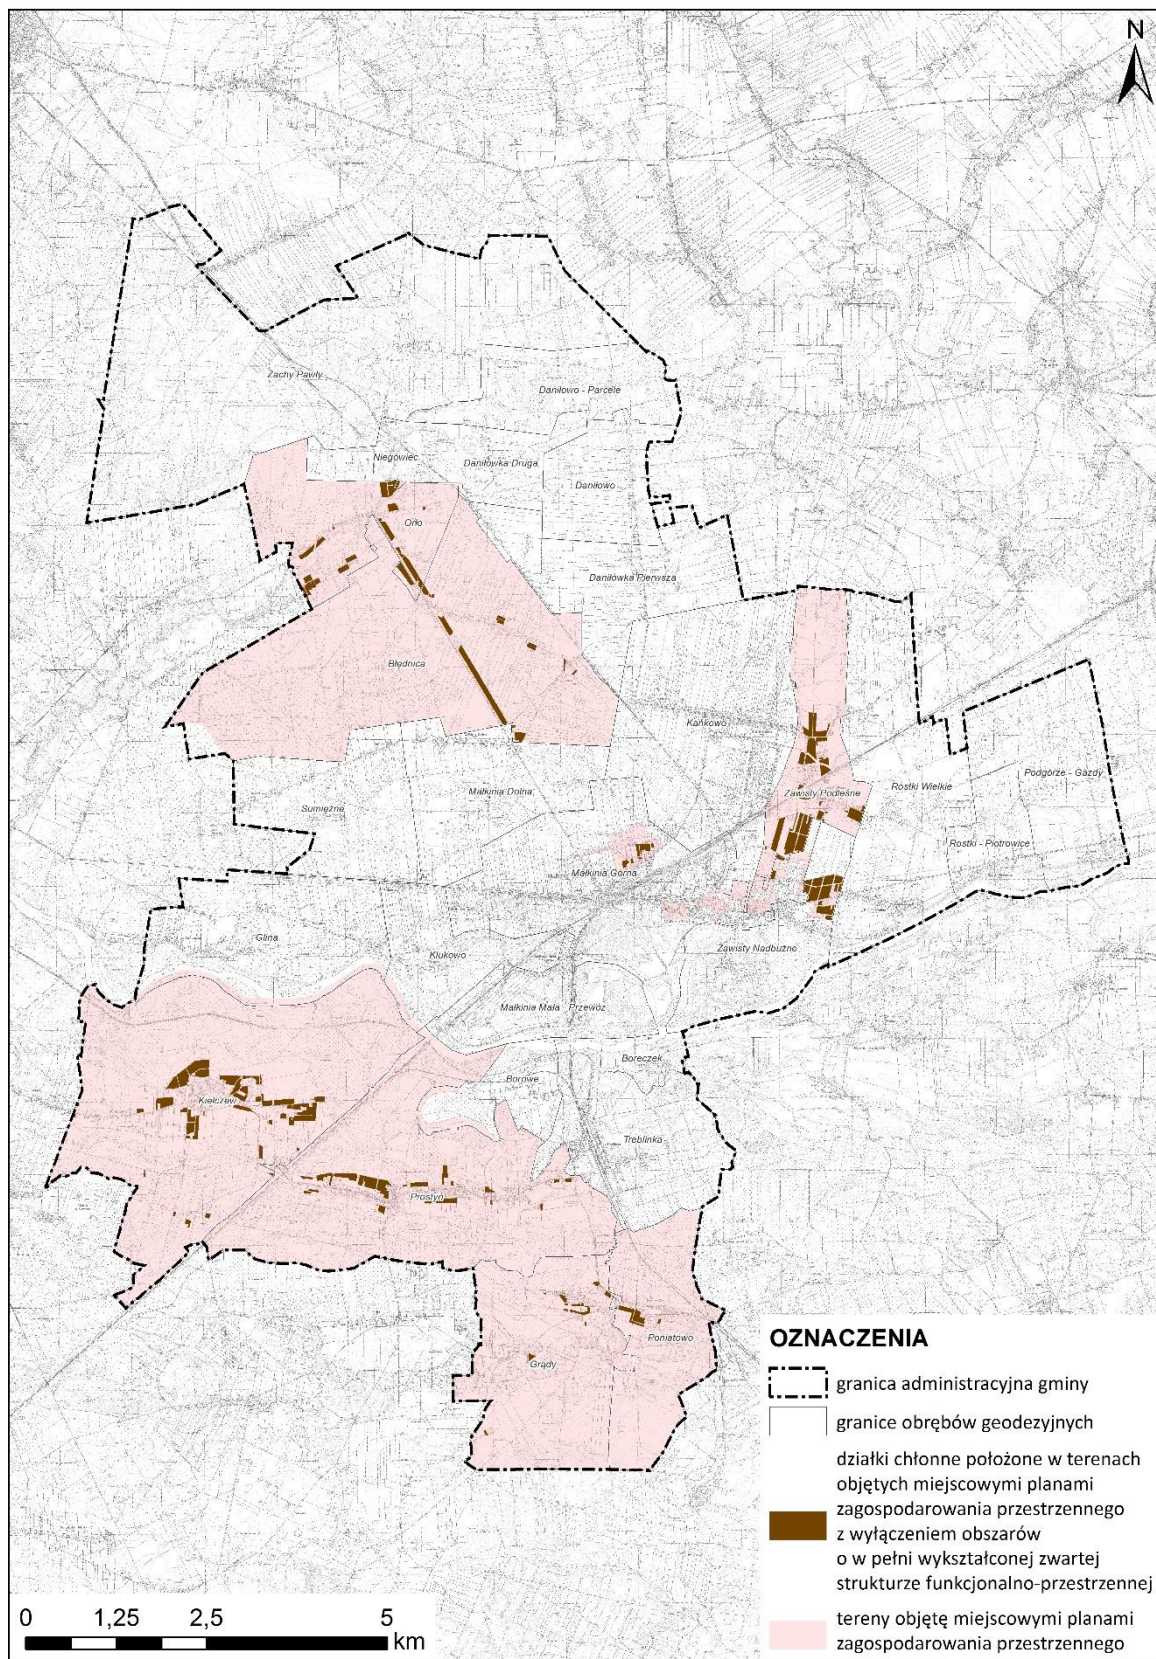 N
Zachy Pawły
Daniłowo - Parcele
Niegowiec
Daniłówka Druga
Daniłowo
Orło
Daniłówka Pierwsza
Błędnica
Kańkowo
Podgórze - Gazdy
Rostki Wielkie
Zawisty Podleśne
Małkinia Dolna
Sumiężne
Rostki - Piotrowice
Małkinia Górna
Glina
Klukowo
Zawisty Nadbużne
Małkinia Mała - Przewóz
Boreczek
Borowe
Kiełczew
Treblinka
Prostyń
Poniatowo
Grądy
OZNACZENIA
granica administracyjna gminy
granice obrębów geodezyjnych
działki chłonne położone w terenach
objętych miejscowymi planami
zagospodarowania przestrzennego
z wyłączeniem obszarów
o w pełni wykształconej zwartej
strukturze funkcjonalno-przestrzennej
tereny objętę miejscowymi planami
zagospodarowania przestrzennego
0 1,25 2,5 5
km